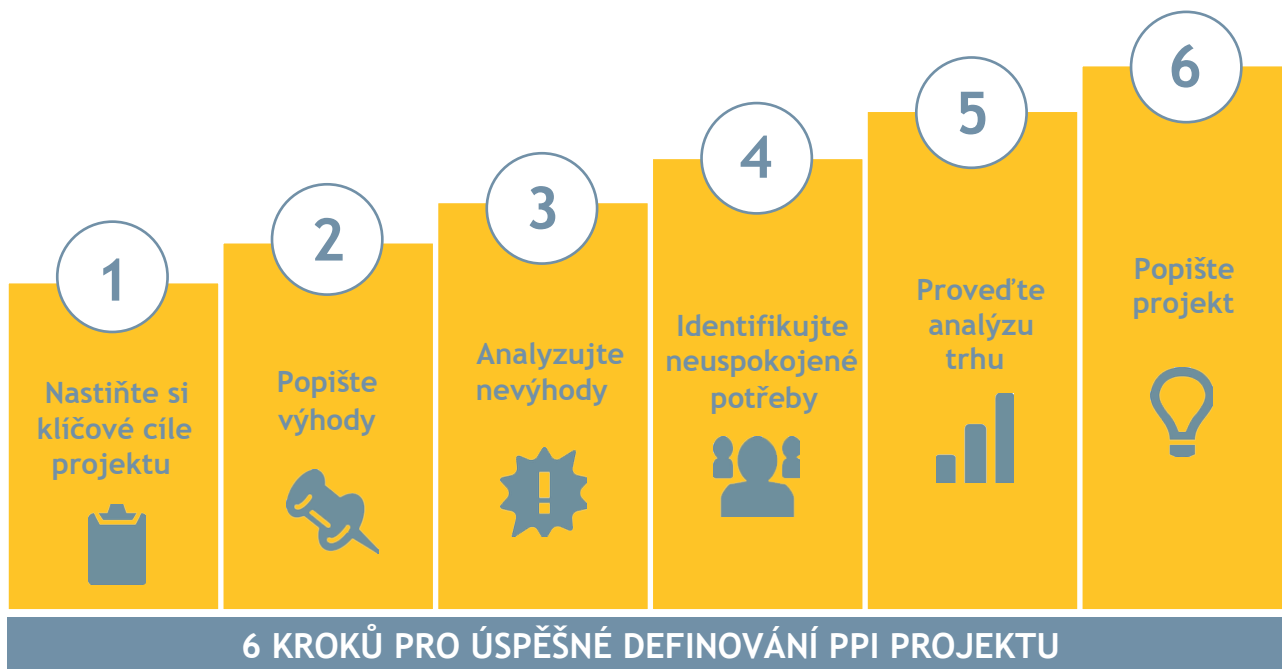 1
Nastiňte si
klíčové cíle
projektu
2
Popište
výhody
3
Analyzujte
nevýhody
4
Identifikujte
neuspokojené
potřeby
5
Proveďte
analýzu
trhu
6
Popište
projekt
6 KROKŮ PRO ÚSPĚŠNÉ DEFINOVÁNÍ PPI PROJEKTU